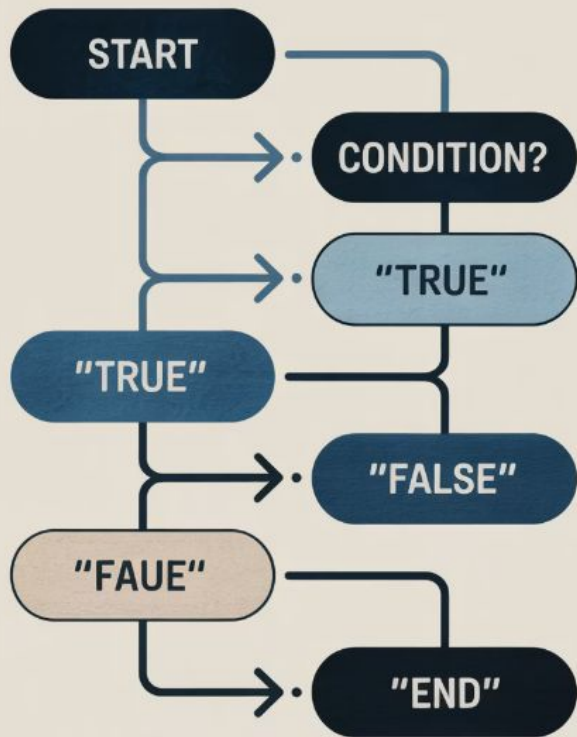 START
CONDITION?
"TRUE"
"TRUE"
"FALSE"
"FAUE"
"END"